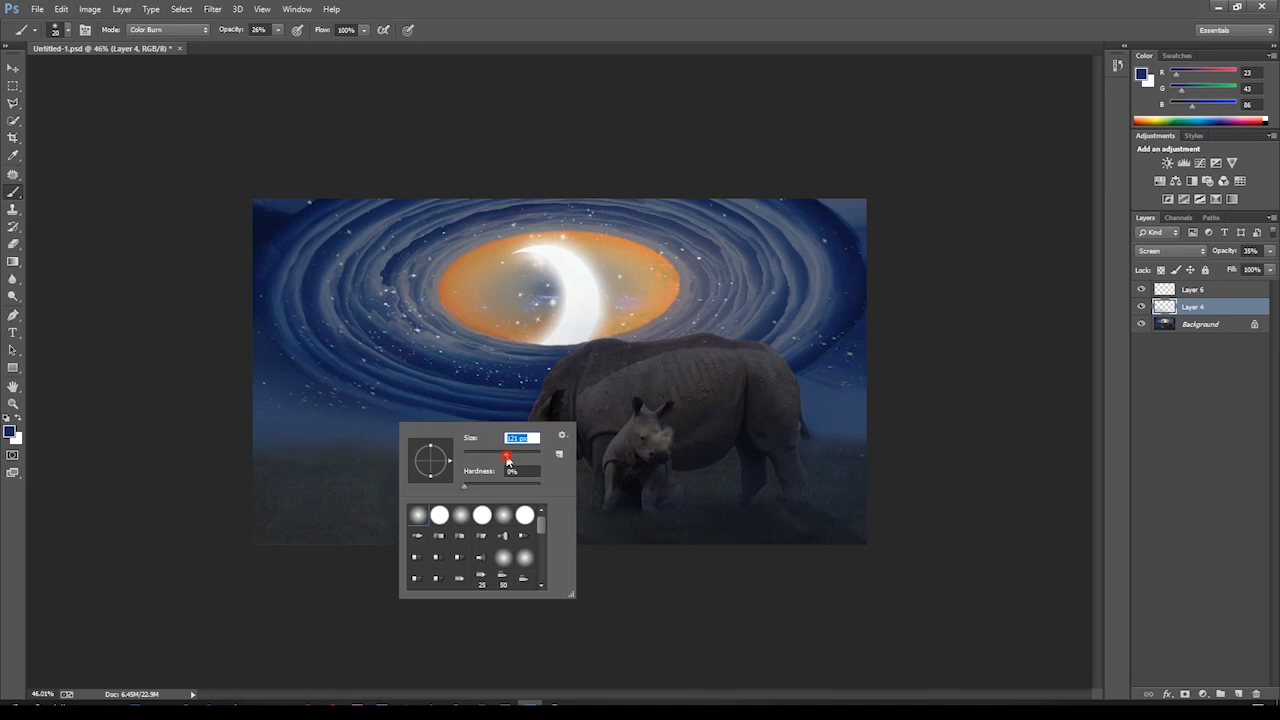 Ps File Edit Image Layer Type Select Filter 3D View Window Help
20 Mode: Color Burn Opacity: 26% Flow: 100% Essentials
Untitled-1.psd @ 46% (Layer 4, RGB/8) * ×
Color Swatches
R 23
G 43
B 86
Adjustments Styles
Add an adjustment
Layers Channels Paths
Kind
Screen Opacity: 35%
Lock: Fill: 100%
Layer 6
Layer 4
Background
Size: 121 px
Hardness: 0%
25 50
46.01% Doc: 6.45M/22.9M